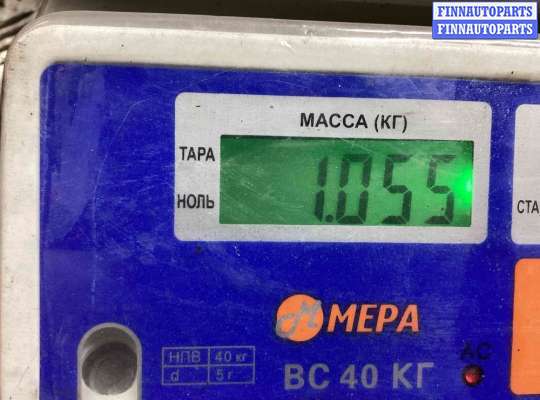 FINNAUTOPARTS
FINNAUTOPARTS
МАССА (КГ)
ТАРА
НОЛЬ
1.055
СТА
МЕРА
НПВ 40 кг
d 5 г
ВС 40 КГ
АС